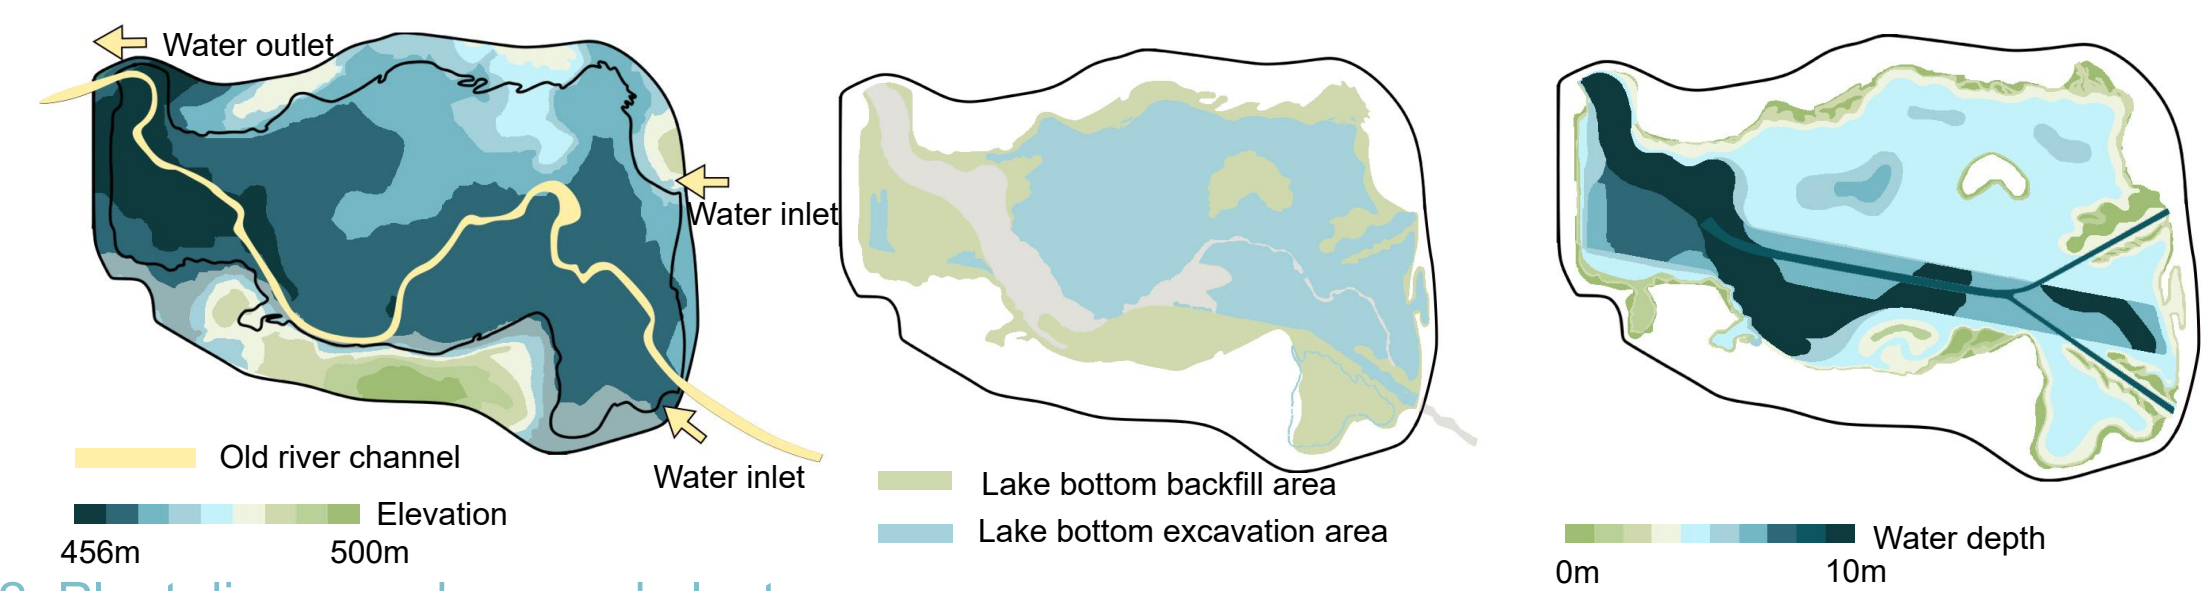 Water outlet
Water inlet
Water inlet
Old river channel
Elevation
456m
500m
Lake bottom backfill area
Lake bottom excavation area
Water depth
0m
10m